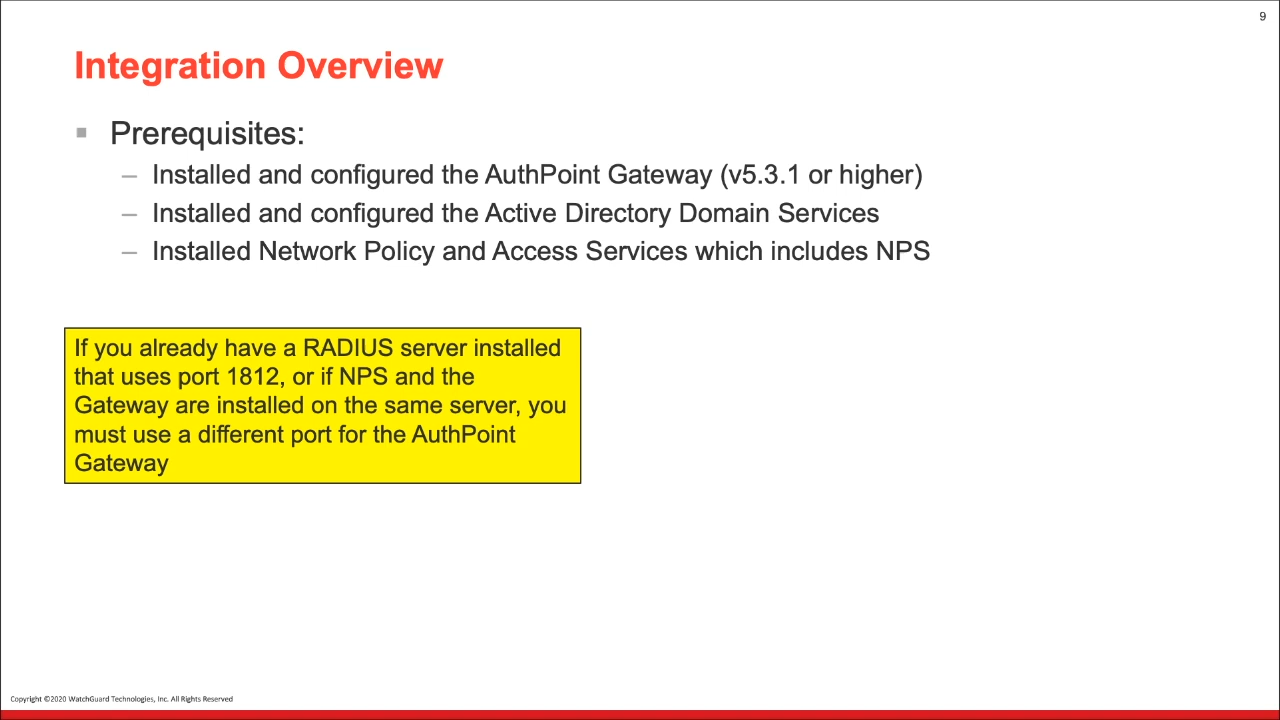 9
Integration Overview
▪ Prerequisites:
– Installed and configured the AuthPoint Gateway (v5.3.1 or higher)
– Installed and configured the Active Directory Domain Services
– Installed Network Policy and Access Services which includes NPS
If you already have a RADIUS server installed
that uses port 1812, or if NPS and the
Gateway are installed on the same server, you
must use a different port for the AuthPoint
Gateway
Copyright ©2020 WatchGuard Technologies, Inc. All Rights Reserved